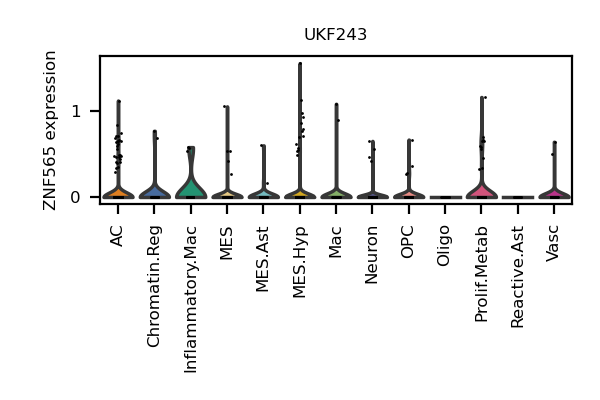 UKF243
ZNF565 expression
1
0
AC
Chromatin.Reg
Inflammatory.Mac
MES
MES.Ast
MES.Hyp
Mac
Neuron
OPC
Oligo
Prolif.Metab
Reactive.Ast
Vasc